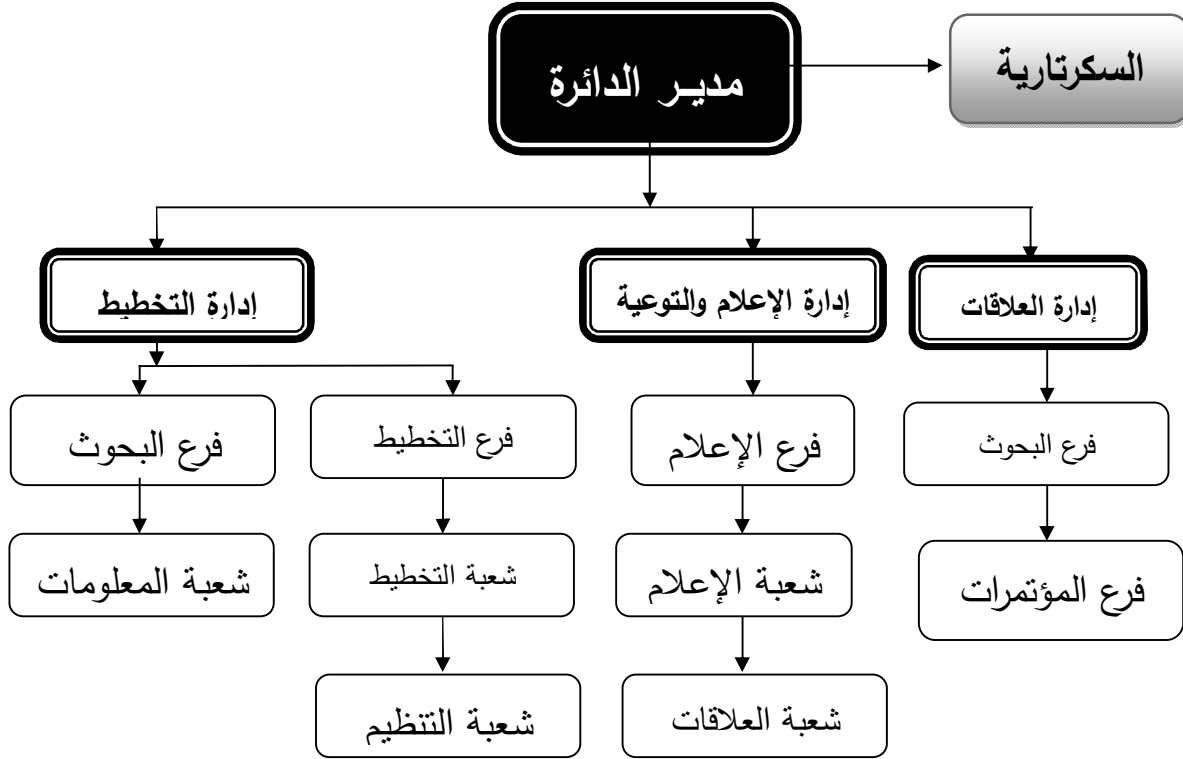 مدير الدائرة
السكرتارية
إدارة العلاقات
إدارة الإعلام والتوعية
إدارة التخطيط
فرع البحوث
فرع الإعلام
فرع التخطيط
فرع البحوث
فرع المؤتمرات
شعبة الإعلام
شعبة التخطيط
شعبة المعلومات
شعبة العلاقات
شعبة التنظيم